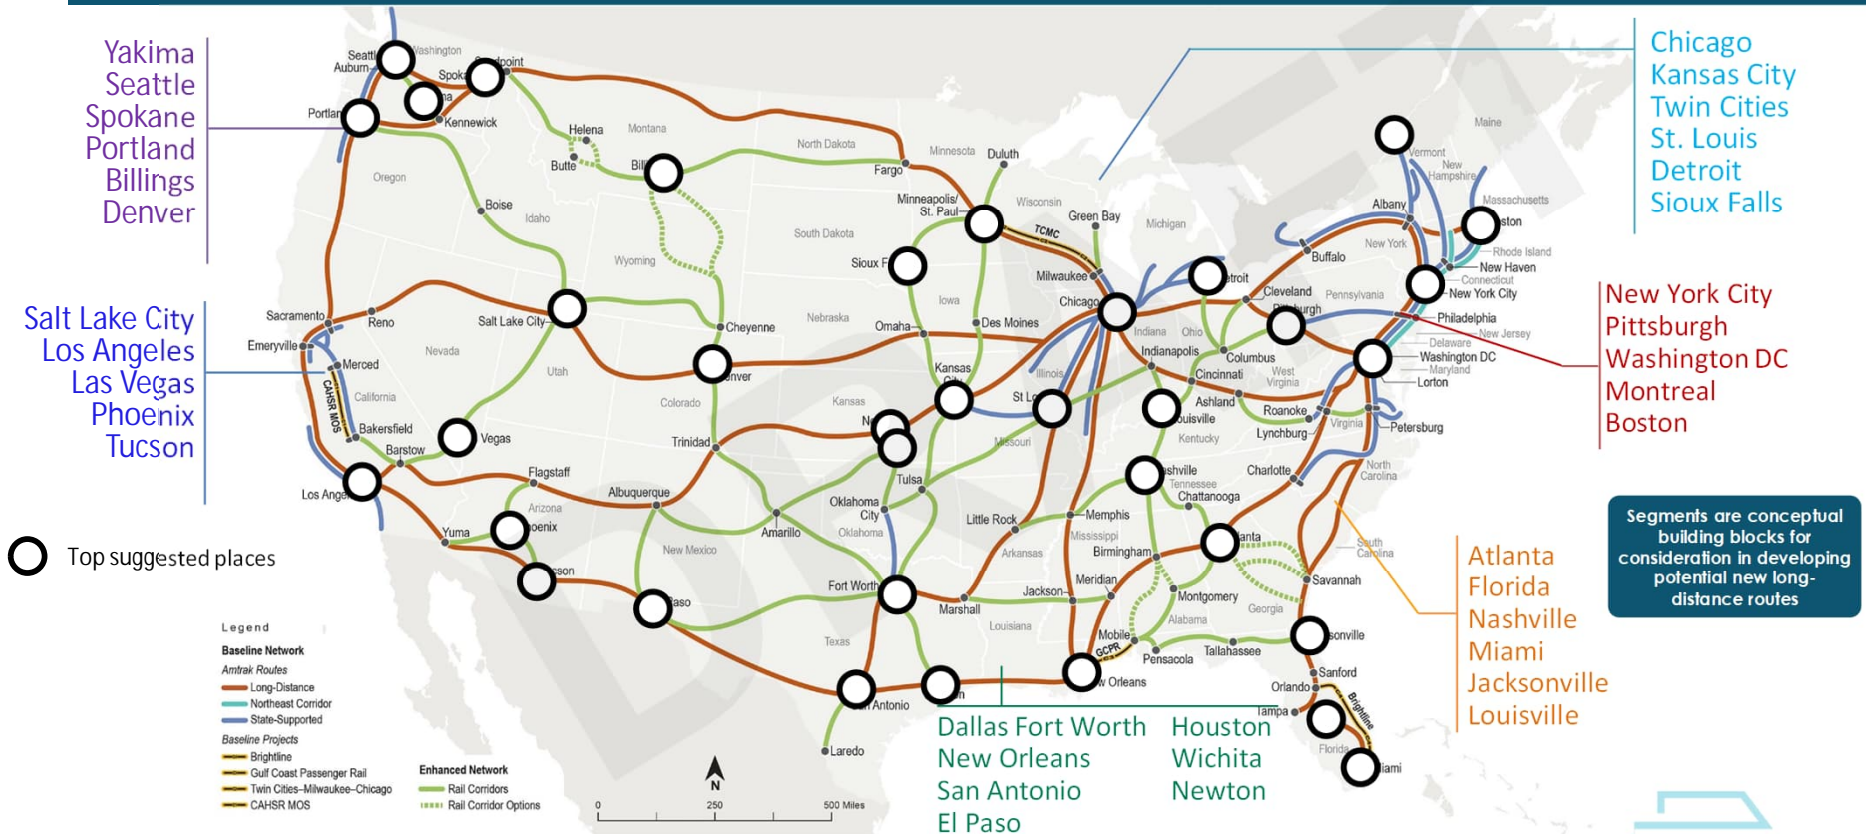 Yakima
Seattle
Spokane
Portland
Billings
Denver
Salt Lake City
Los Angeles
Las Vegas
Phoenix
Tucson
Top suggested places
Chicago
Kansas City
Twin Cities
St. Louis
Detroit
Sioux Falls
New York City
Pittsburgh
Washington DC
Montreal
Boston
Segments are conceptual
building blocks for
consideration in developing
potential new long-
distance routes
Atlanta
Florida
Nashville
Miami
Jacksonville
Louisville
Dallas Fort Worth
New Orleans
San Antonio
El Paso
Houston
Wichita
Newton
Legend
Baseline Network
Amtrak Routes
Long-Distance
Northeast Corridor
State-Supported
Baseline Projects
Brightline
Gulf Coast Passenger Rail
Twin Cities–Milwaukee–Chicago
CAHSR MOS
Enhanced Network
Rail Corridors
Rail Corridor Options
N
0 250 500 Miles
Washington
Auburn
Kennewick
Oregon
Boise
Idaho
Helena
Butte
Montana
North Dakota
Fargo
Minnesota
Duluth
Minneapolis/
St. Paul
Wisconsin
TCMC
Green Bay
Michigan
Milwaukee
Chicago
South Dakota
Wyoming
Iowa
Nebraska
Omaha
Des Moines
Cheyenne
Salt Lake City
Sacramento
Reno
Emeryville
Merced
Nevada
Utah
California
CAHSR MOS
Bakersfield
Barstow
Vegas
Colorado
Kansas
Kansas
City
Trinidad
Flagstaff
Arizona
Yuma
Albuquerque
New Mexico
Amarillo
Tulsa
Oklahoma
City
Oklahoma
Missouri
Illinois
Indiana
Ohio
Indianapolis
Columbus
Cincinnati
Cleveland
Buffalo
Albany
New York
Pennsylvania
Maine
Vermont
New
Hampshire
Massachusetts
Rhode Island
New Haven
Connecticut
New York City
Philadelphia
New Jersey
Delaware
Washington DC
Maryland
Lorton
West
Virginia
Ashland
Roanoke
Lynchburg
Virginia
Petersburg
Kentucky
Tennessee
Chattanooga
Charlotte
North
Carolina
South
Carolina
Little Rock
Memphis
Arkansas
Mississippi
Birmingham
Meridian
Jackson
Montgomery
Alabama
Georgia
Savannah
Fort Worth
Marshall
Louisiana
Texas
Laredo
Mobile
GCPR
Pensacola
Tallahassee
Sanford
Orlando
Tampa
Brightline
Florida